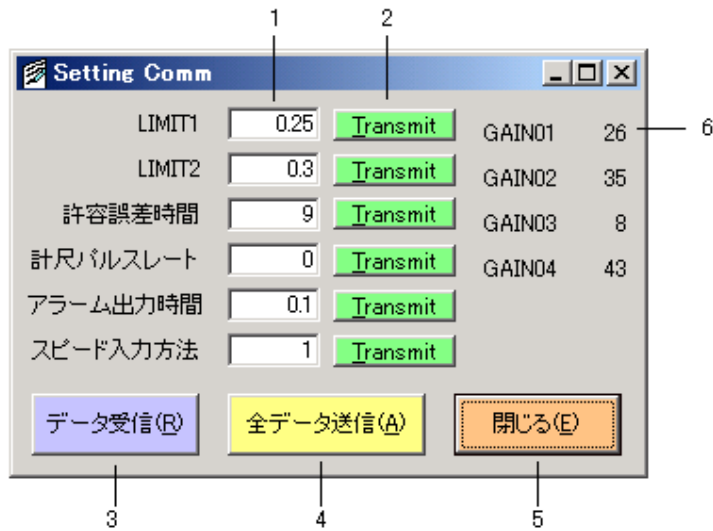 1 2
Setting Comm
LIMIT1 0.25 Transmit GAIN01 26 6
LIMIT2 0.3 Transmit GAIN02 35
許容誤差時間 9 Transmit GAIN03 8
計尺パルスレート 0 Transmit GAIN04 43
アラーム出力時間 0.1 Transmit
スピード入力方法 1 Transmit
データ受信(R) 全データ送信(A) 閉じる(E)
3 4 5